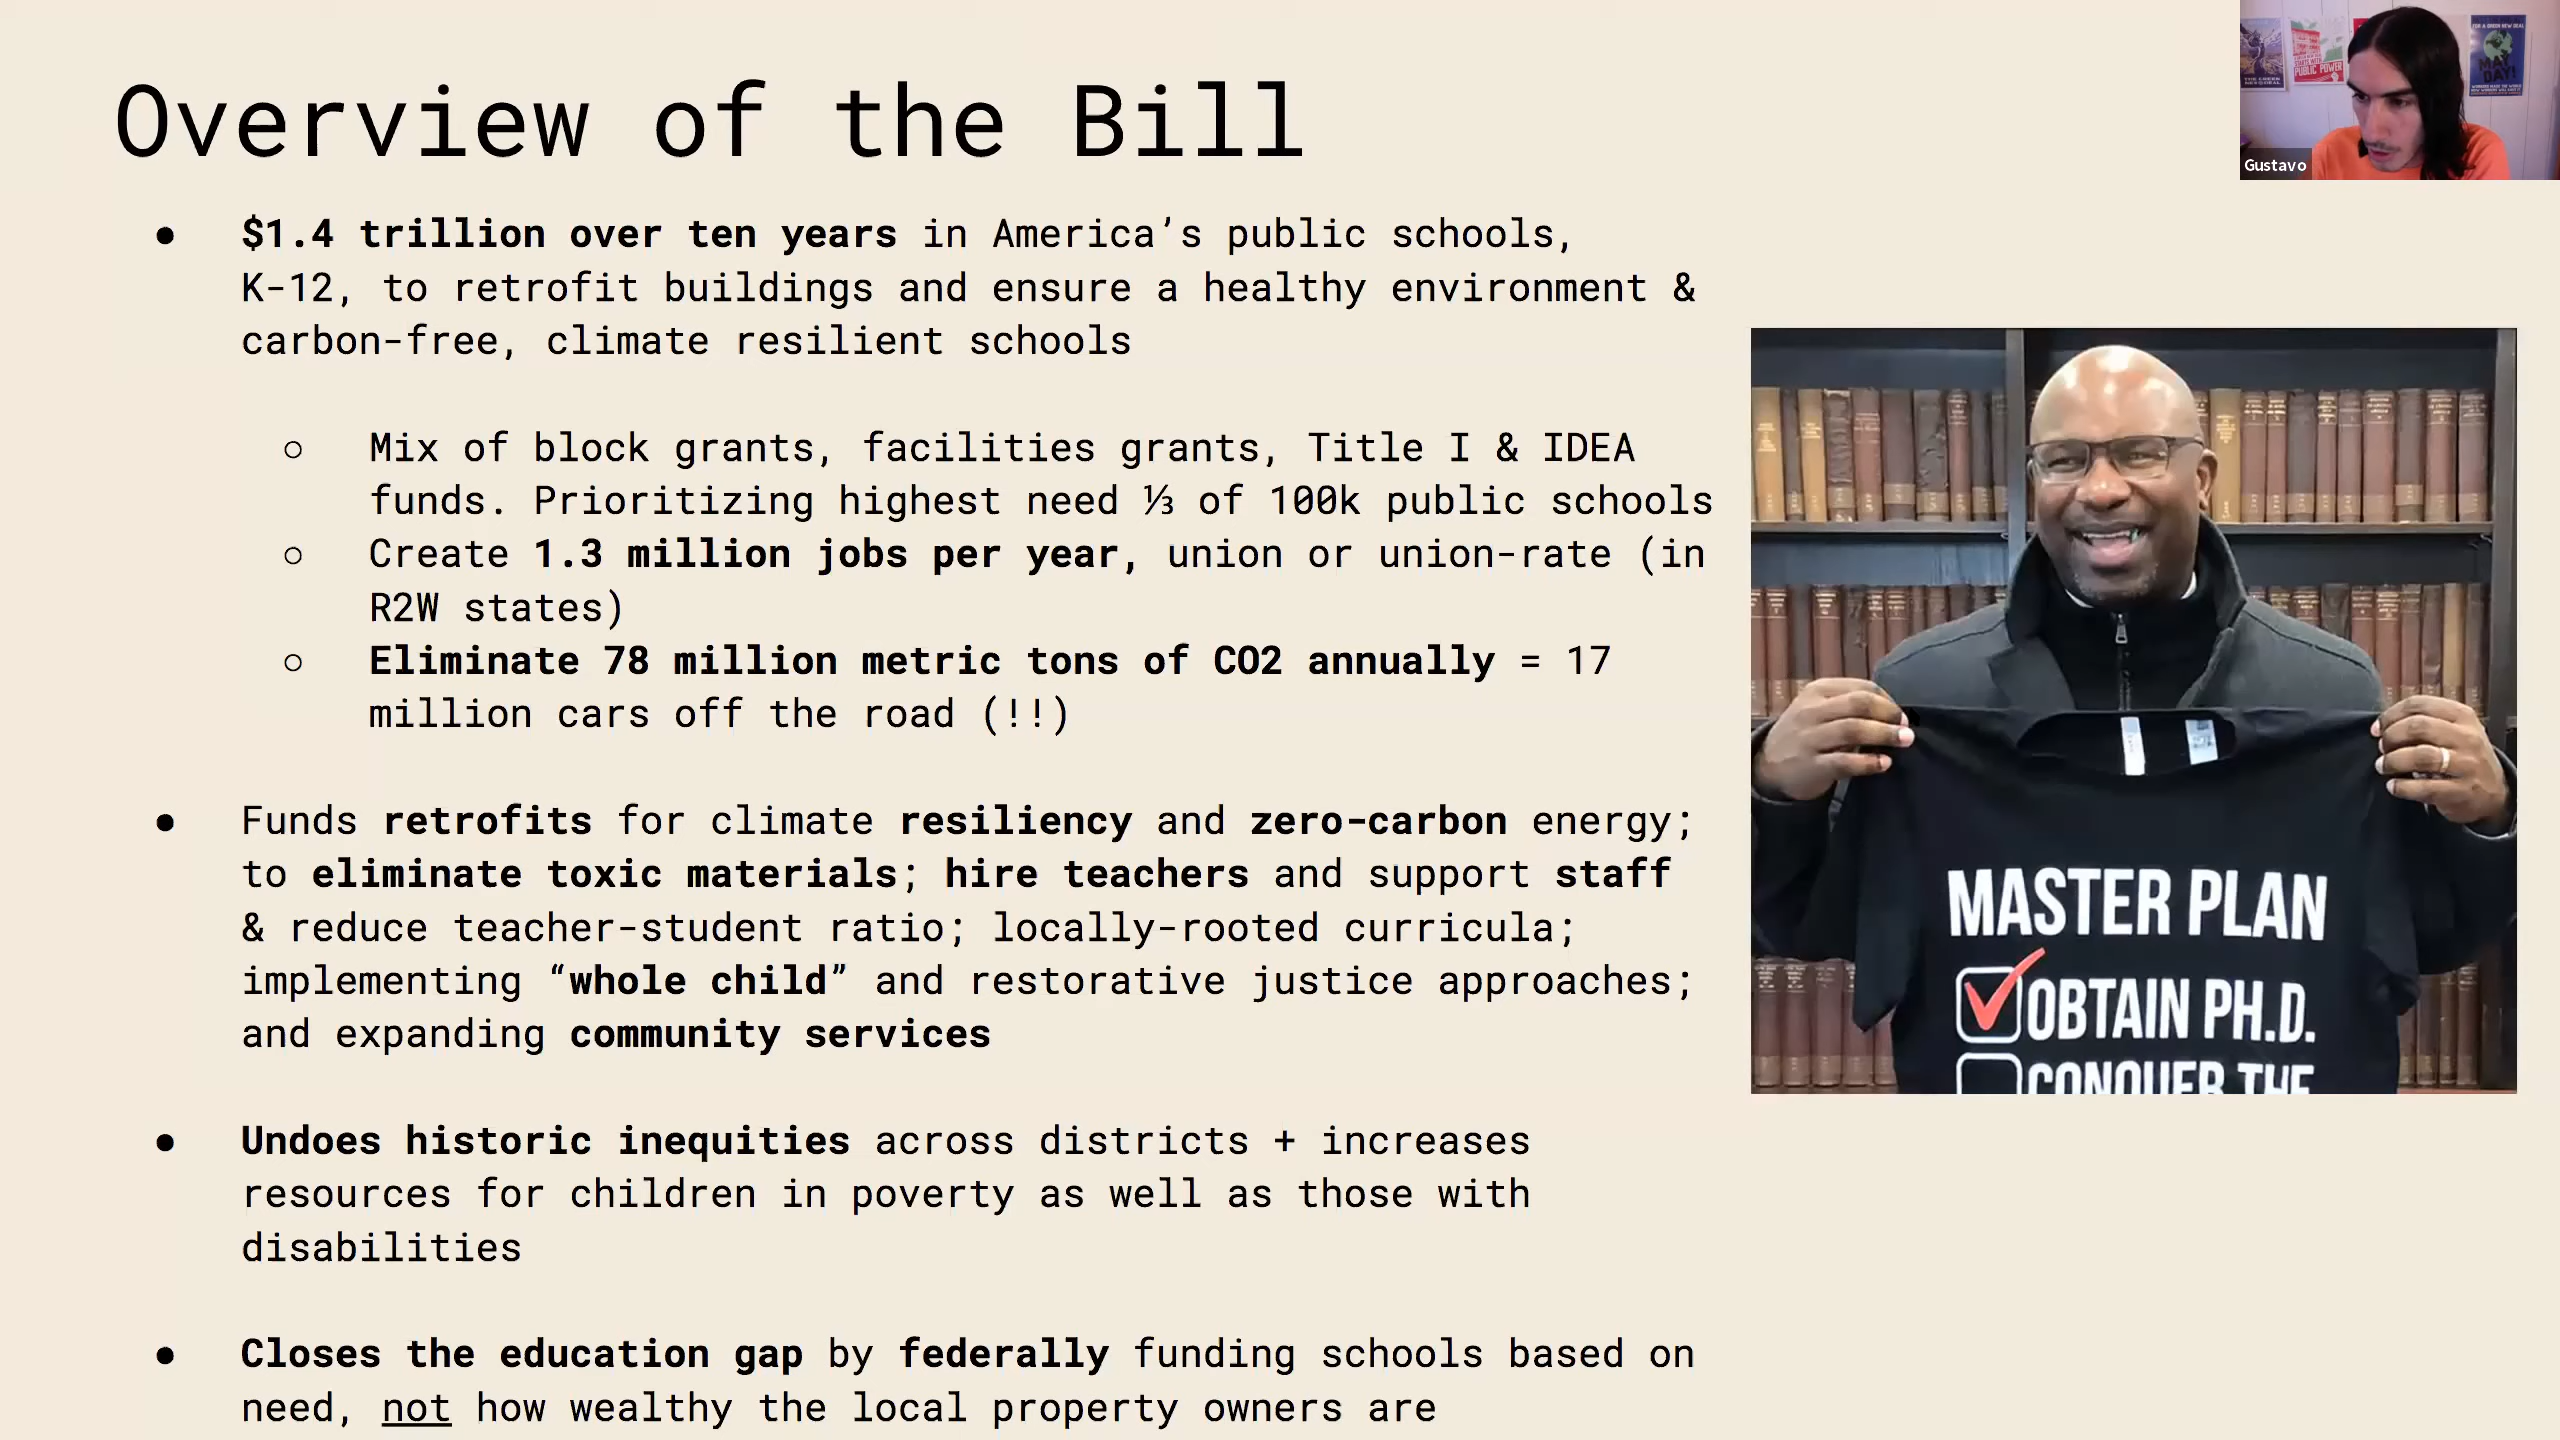 Overview of the Bill
● $1.4 trillion over ten years in America’s public schools,
K-12, to retrofit buildings and ensure a healthy environment &
carbon-free, climate resilient schools
○ Mix of block grants, facilities grants, Title I & IDEA
funds. Prioritizing highest need ⅓ of 100k public schools
○ Create 1.3 million jobs per year, union or union-rate (in
R2W states)
○ Eliminate 78 million metric tons of CO2 annually = 17
million cars off the road (!!)
● Funds retrofits for climate resiliency and zero-carbon energy;
to eliminate toxic materials; hire teachers and support staff
& reduce teacher-student ratio; locally-rooted curricula;
implementing “whole child” and restorative justice approaches;
and expanding community services
● Undoes historic inequities across districts + increases
resources for children in poverty as well as those with
disabilities
● Closes the education gap by federally funding schools based on
need, not how wealthy the local property owners are
PUBLIC POWER
MAY
DAY!
Gustavo
MASTER PLAN
OBTAIN PH.D.
CONQUER THE